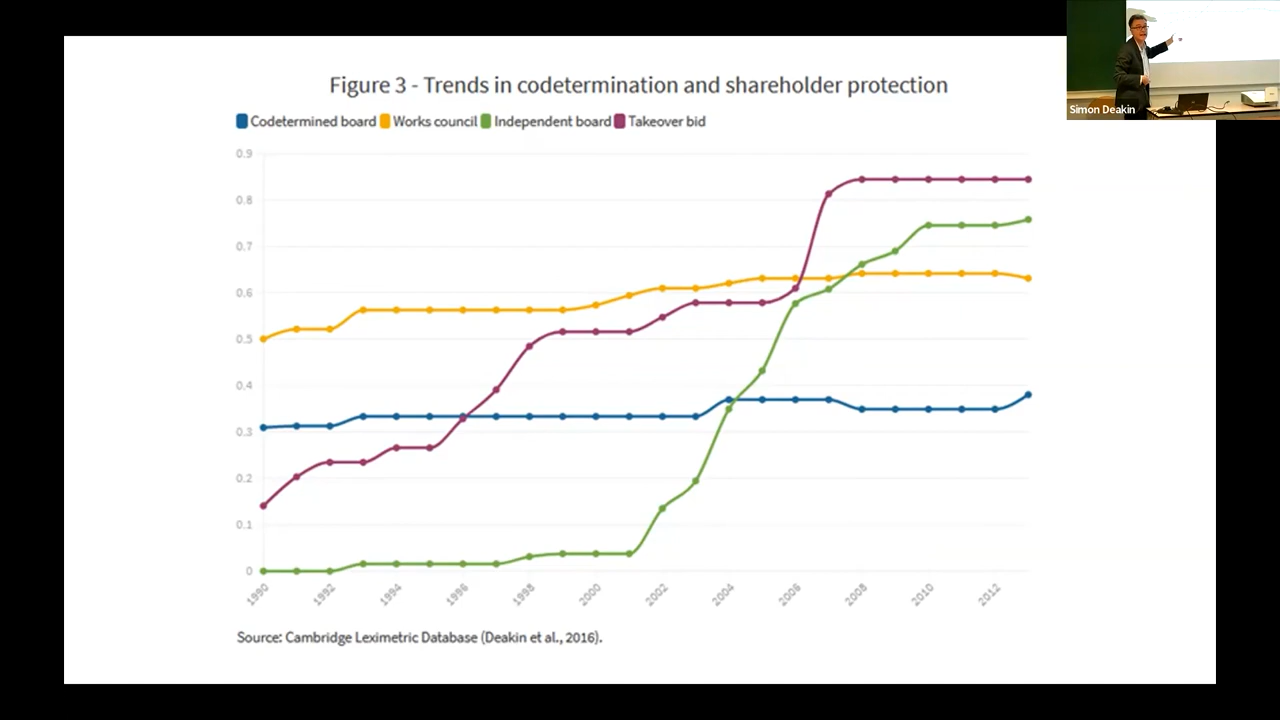 Figure 3 - Trends in codetermination and shareholder protection
Codetermined board Works council Independent board Takeover bid
0.9
0.8
0.7
0.6
0.5
0.4
0.3
0.2
0.1
0
1990 1992 1994 1996 1998 2000 2002 2004 2006 2008 2010 2012
Source: Cambridge Leximetric Database (Deakin et al., 2016).
Simon Deakin